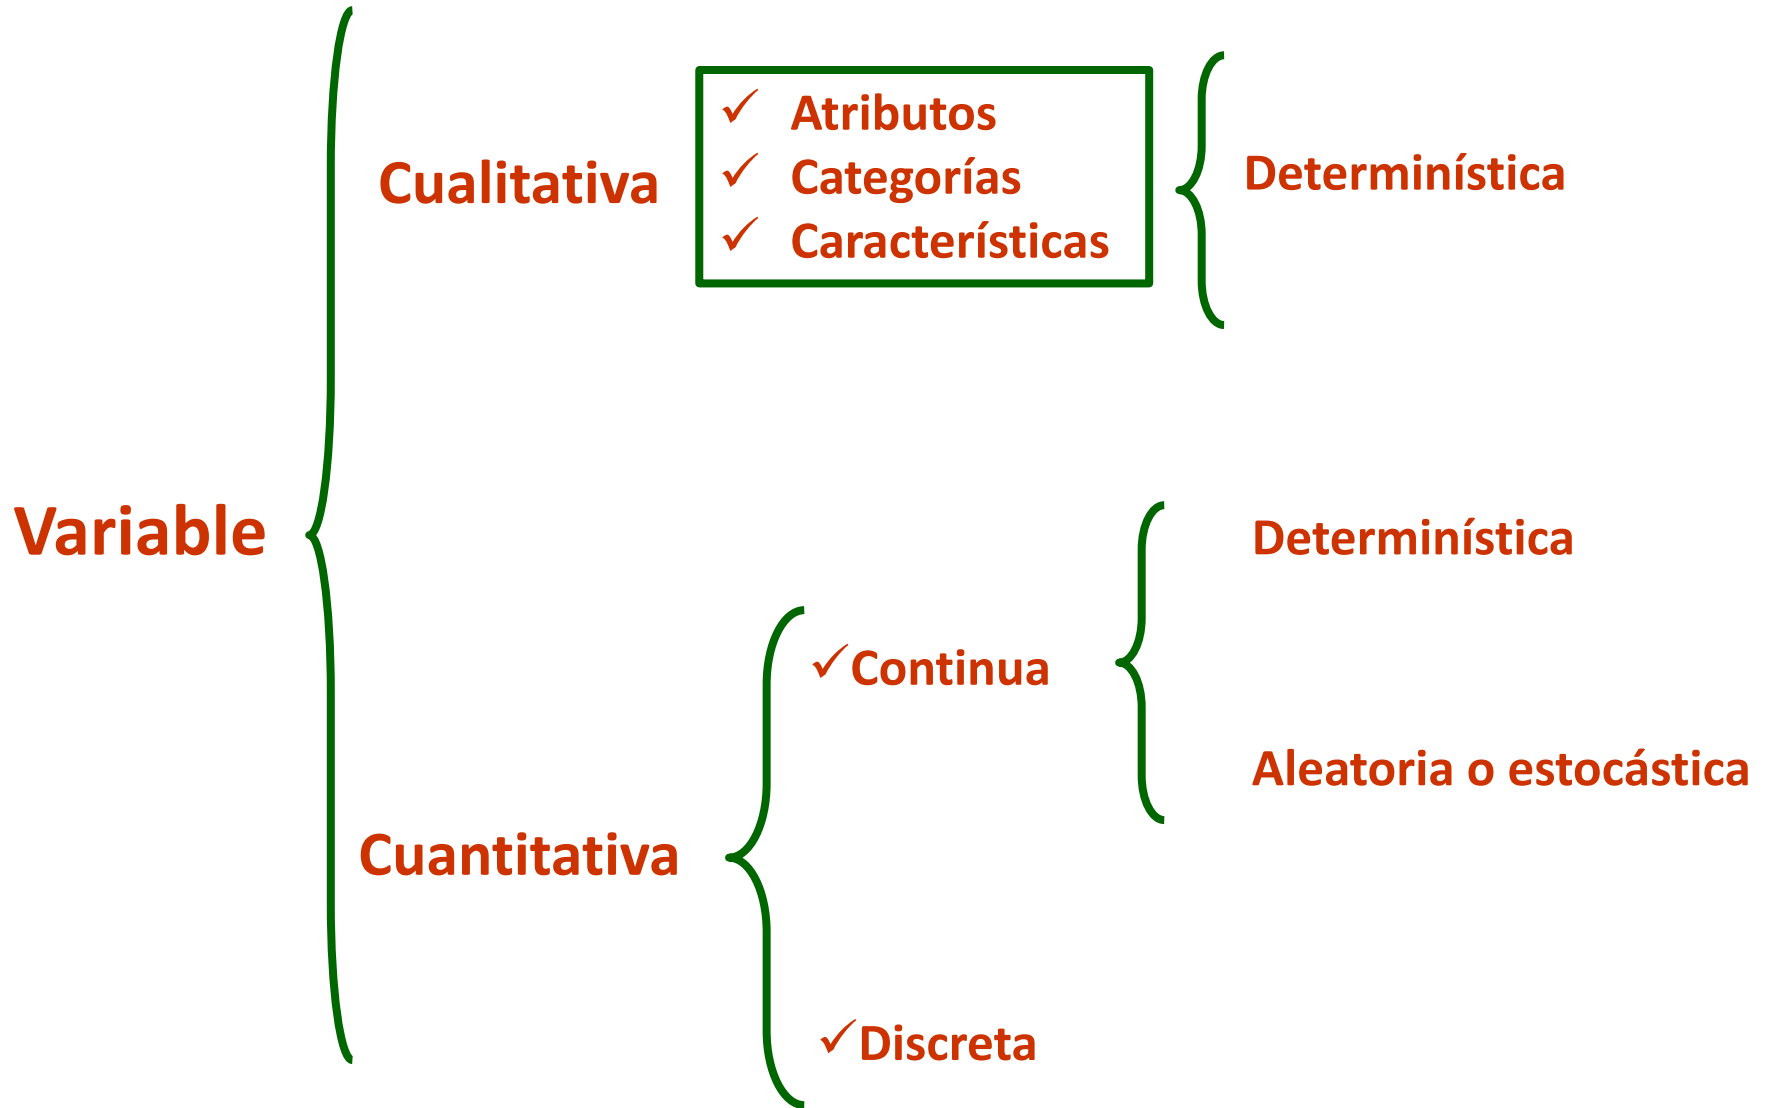 Variable
Cualitativa
Atributos
Categorías
Características
Determinística
Cuantitativa
Continua
Determinística
Aleatoria o estocástica
Discreta